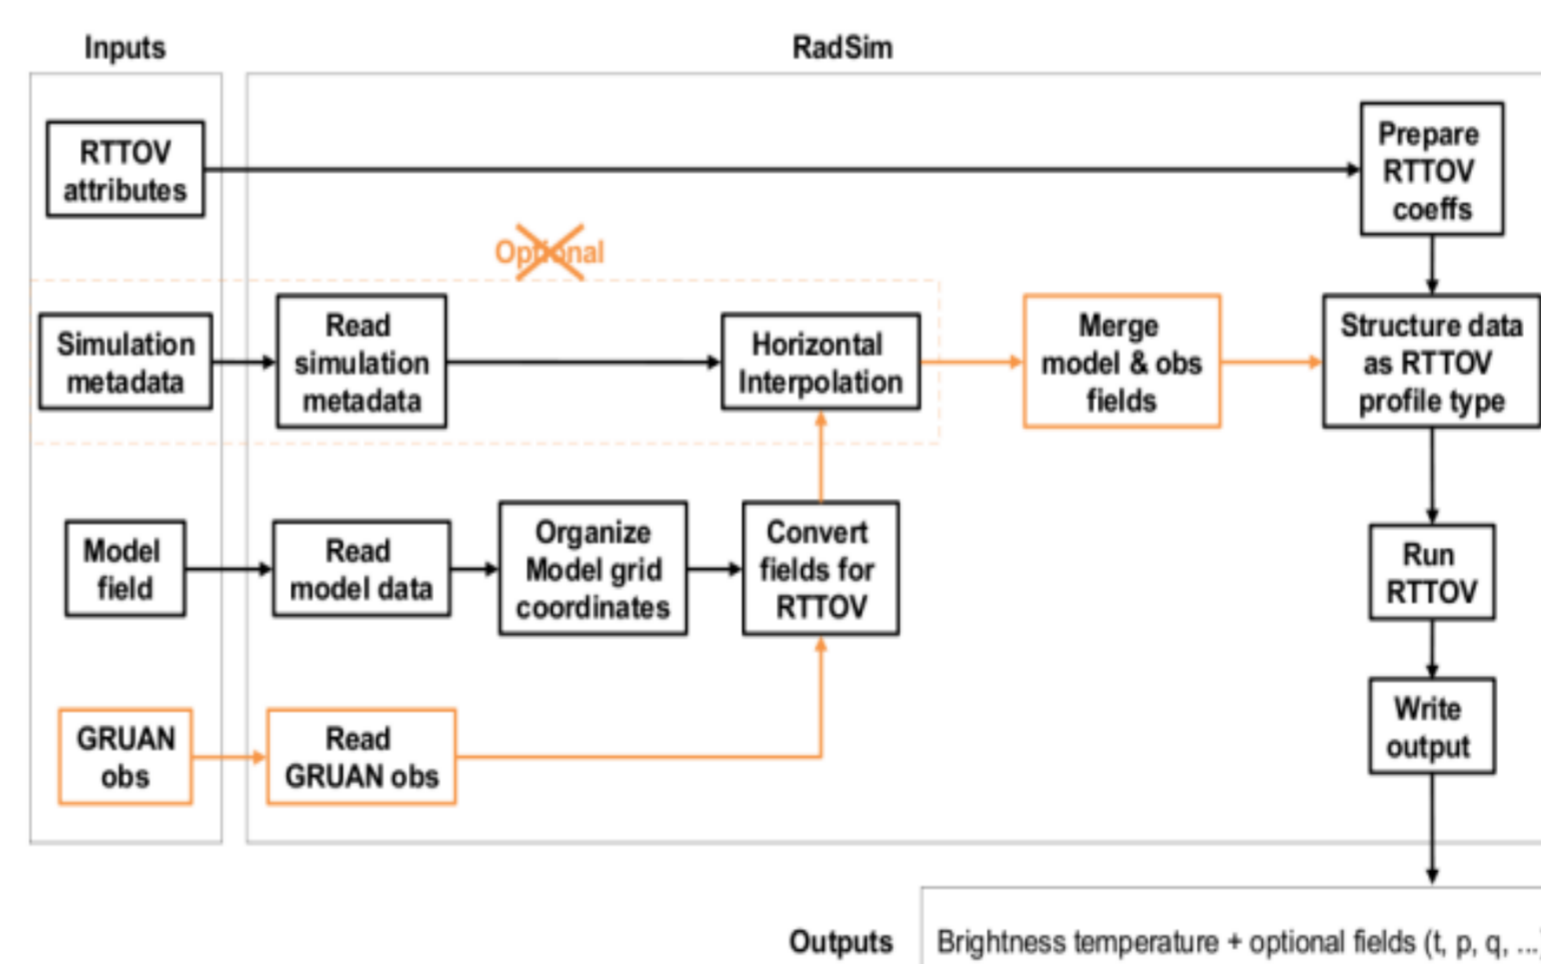 Inputs
RadSim
RTTOV
attributes
Prepare
RTTOV
coeffs
Optional
Simulation
metadata
Read
simulation
metadata
Horizontal
Interpolation
Merge
model & obs
fields
Structure data
as RTTOV
profile type
Model
field
Read
model data
Organize
Model grid
coordinates
Convert
fields for
RTTOV
Run
RTTOV
GRUAN
obs
Read
GRUAN obs
Write
output
Outputs
Brightness temperature + optional fields (t, p, q, ...)